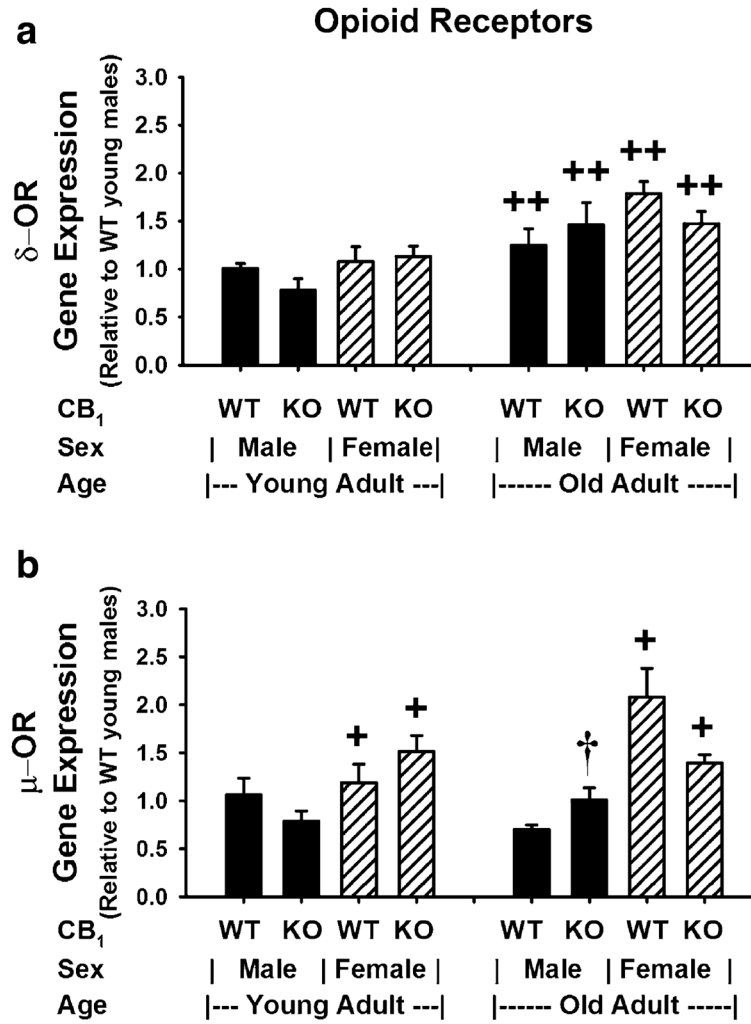 a
Opioid Receptors
δ–OR
Gene Expression
(Relative to WT young males)
3.0
2.5
2.0
1.5
1.0
0.5
0.0
++ ++ ++ ++
CB1 WT KO WT KO WT KO WT KO
Sex | Male | Female| | Male | Female |
Age |--- Young Adult ---| |------ Old Adult -----|
b
μ–OR
Gene Expression
(Relative to WT young males)
3.0
2.5
2.0
1.5
1.0
0.5
0.0
+ + † + +
CB1 WT KO WT KO WT KO WT KO
Sex | Male | Female | | Male | Female |
Age |--- Young Adult ---| |------ Old Adult -----|